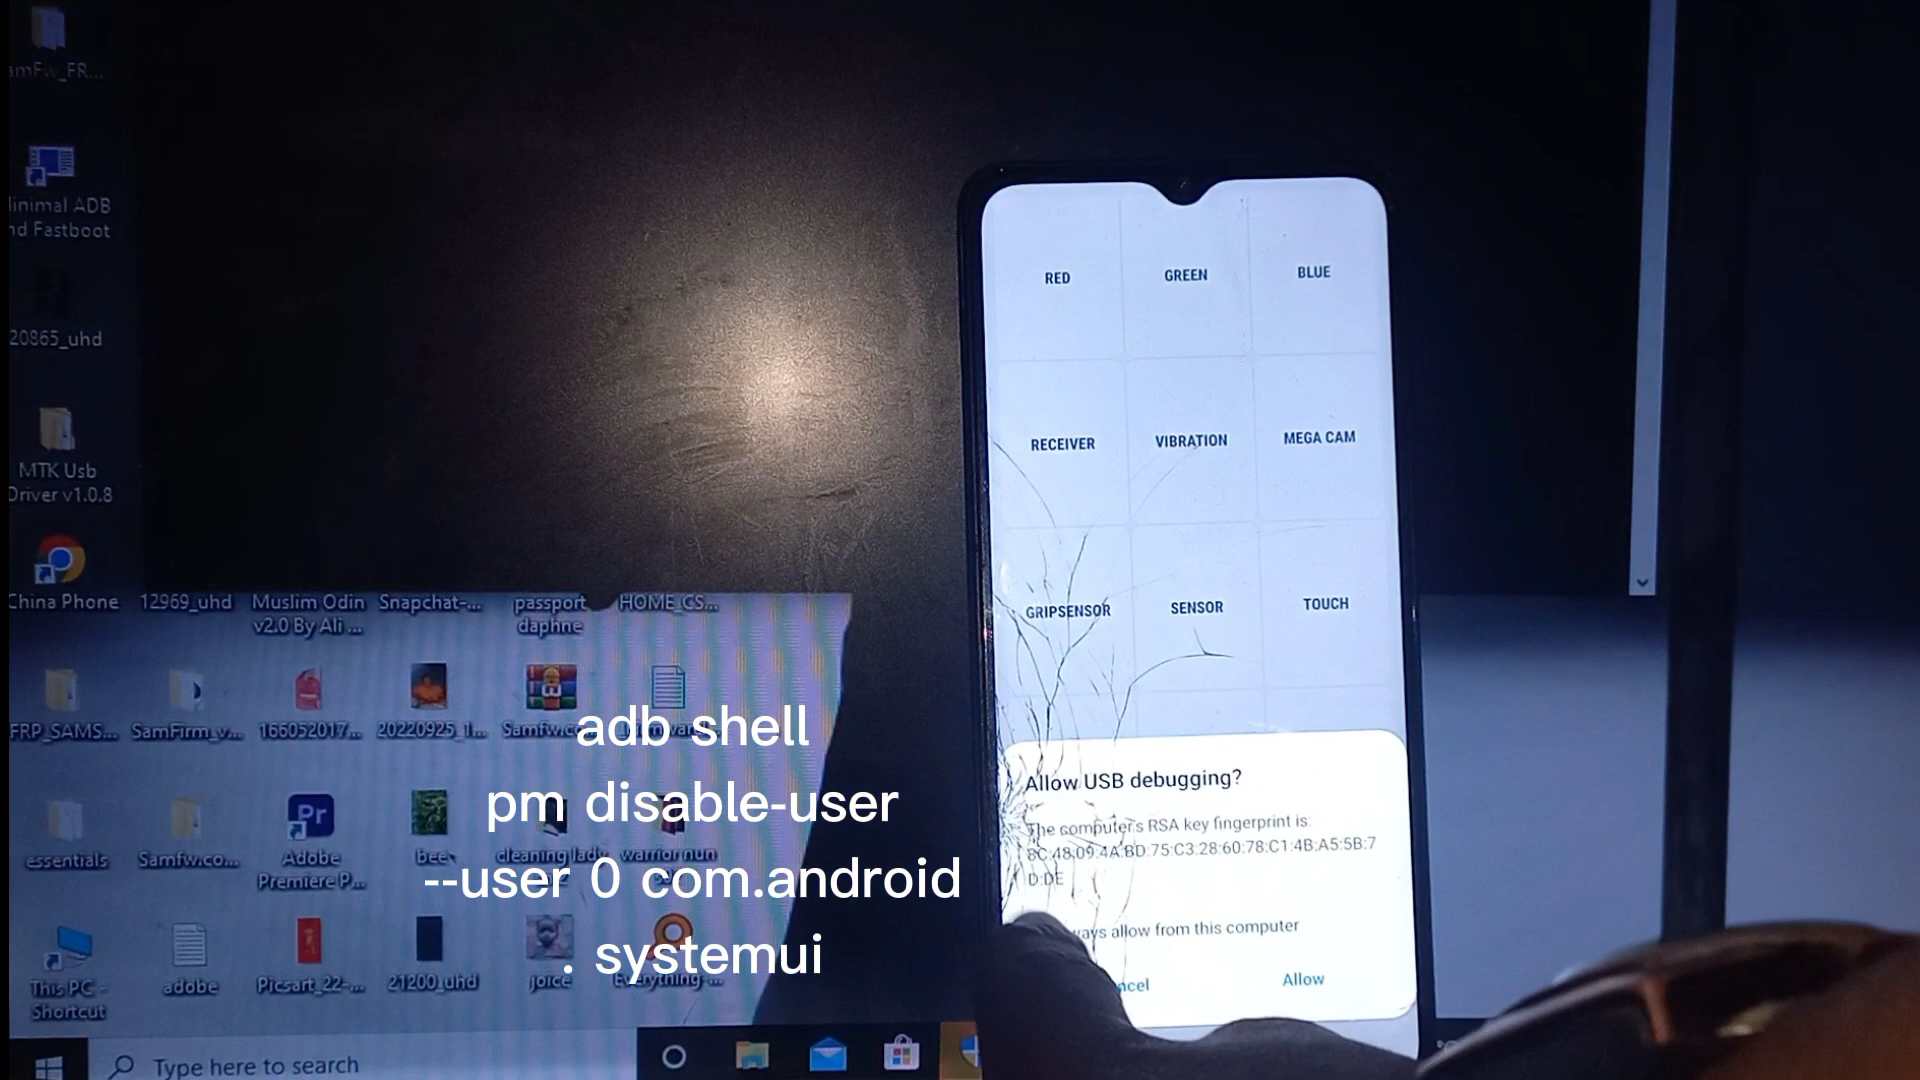 adb shell
pm disable-user
--user 0 com.android
. systemui
RED GREEN BLUE
RECEIVER VIBRATION MEGA CAM
GRIPSENSOR SENSOR TOUCH
Allow USB debugging?
The computer's RSA key fingerprint is:
8C:48:09:4A:BD:75:C3:28:60:78:C1:4B:A5:5B:7
D:DE
allow from this computer
Allow
20865_uhd
MTK Usb
Driver v1.0.8
China Phone
12969_uhd
Muslim Odin
v2.0 By Ali ...
Snapchat-...
passport
daphne
HOME_CS...
FRP_SAMS...
SamFirm_v...
166052017...
20220925_1...
Samfw.co
essentials
Samfw.co...
Adobe
Premiere P...
bee
cleaning lady
warrior nun
This PC -
Shortcut
adobe
Picsart_22-...
21200_uhd
joice
Everything-...
Type here to search